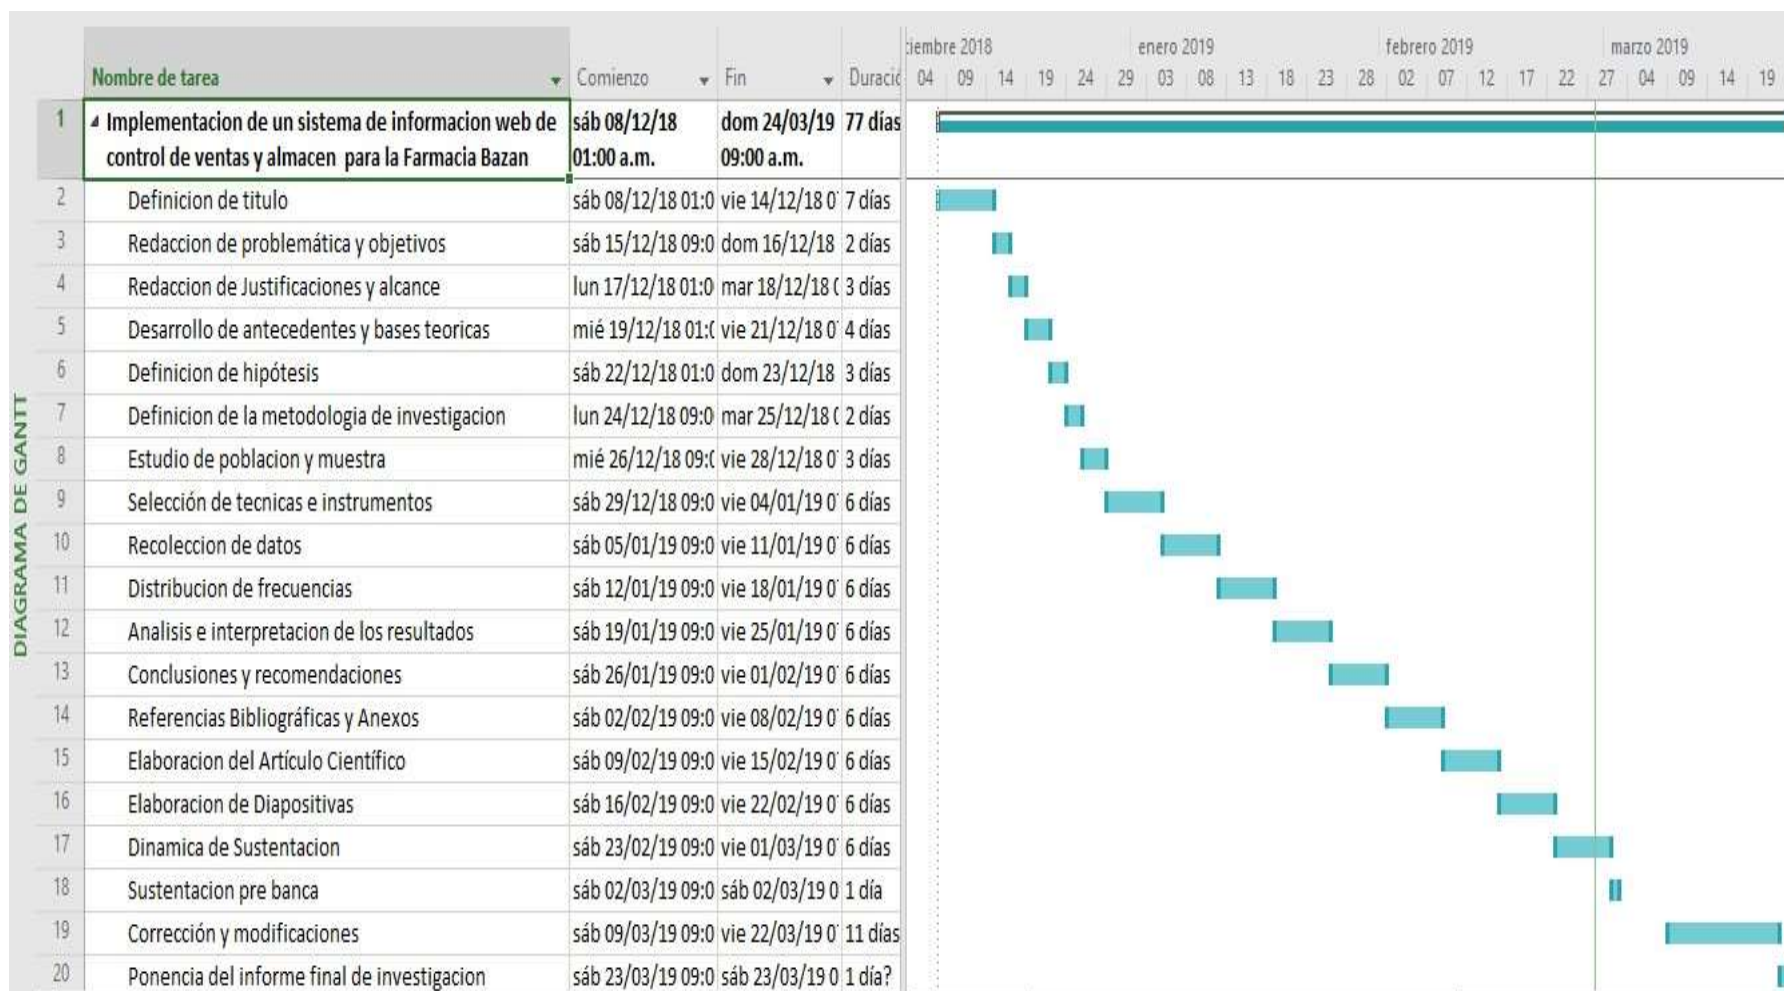 DIAGRAMA DE GANTT
Nombre de tarea Comienzo Fin Duració
iembre 2018 enero 2019 febrero 2019 marzo 2019
04 09 14 19 24 29 03 08 13 18 23 28 02 07 12 17 22 27 04 09 14 19
1 Implementacion de un sistema de informacion web de sáb 08/12/18 dom 24/03/19 77 días
control de ventas y almacen para la Farmacia Bazan 01:00 a.m. 09:00 a.m.
2 Definicion de titulo sáb 08/12/18 01:0 vie 14/12/18 0 7 días
3 Redaccion de problemática y objetivos sáb 15/12/18 09:0 dom 16/12/18 2 días
4 Redaccion de Justificaciones y alcance lun 17/12/18 01:0 mar 18/12/18 0 3 días
5 Desarrollo de antecedentes y bases teoricas mié 19/12/18 01:0 vie 21/12/18 0 4 días
6 Definicion de hipótesis sáb 22/12/18 01:0 dom 23/12/18 3 días
7 Definicion de la metodologia de investigacion lun 24/12/18 09:0 mar 25/12/18 0 2 días
8 Estudio de poblacion y muestra mié 26/12/18 09:0 vie 28/12/18 0 3 días
9 Selección de tecnicas e instrumentos sáb 29/12/18 09:0 vie 04/01/19 0 6 días
10 Recoleccion de datos sáb 05/01/19 09:0 vie 11/01/19 0 6 días
11 Distribucion de frecuencias sáb 12/01/19 09:0 vie 18/01/19 0 6 días
12 Analisis e interpretacion de los resultados sáb 19/01/19 09:0 vie 25/01/19 0 6 días
13 Conclusiones y recomendaciones sáb 26/01/19 09:0 vie 01/02/19 0 6 días
14 Referencias Bibliográficas y Anexos sáb 02/02/19 09:0 vie 08/02/19 0 6 días
15 Elaboracion del Artículo Científico sáb 09/02/19 09:0 vie 15/02/19 0 6 días
16 Elaboracion de Diapositivas sáb 16/02/19 09:0 vie 22/02/19 0 6 días
17 Dinamica de Sustentacion sáb 23/02/19 09:0 vie 01/03/19 0 6 días
18 Sustentacion pre banca sáb 02/03/19 09:0 sáb 02/03/19 0 1 día
19 Corrección y modificaciones sáb 09/03/19 09:0 vie 22/03/19 0 11 días
20 Ponencia del informe final de investigacion sáb 23/03/19 09:0 sáb 23/03/19 0 1 día?